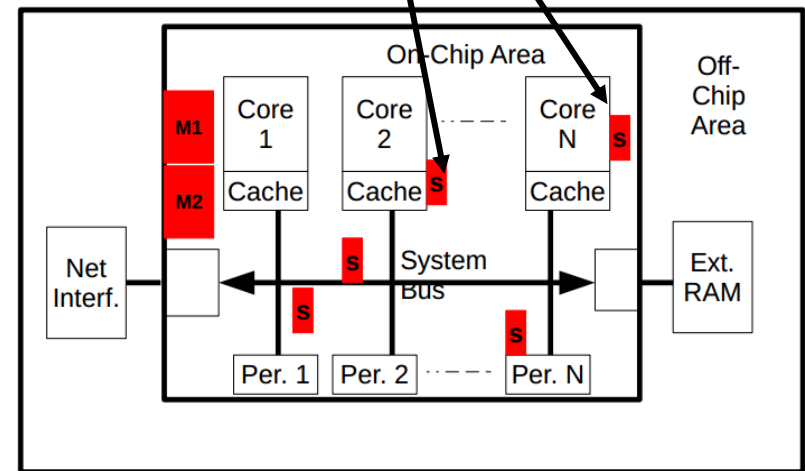 On-Chip Area
Off-
Chip
Area
M1
Core
1
Core
2
Core
N
S
M2
Cache
Cache
S
Cache
Net
Interf.
S
System
Bus
Ext.
RAM
S
S
Per. 1
Per. 2
Per. N